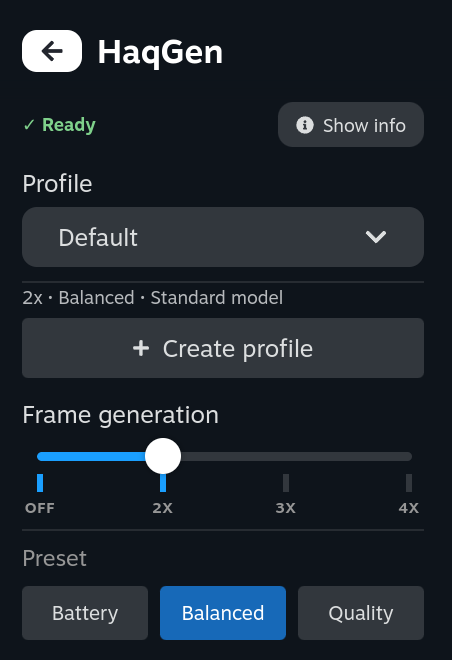 HaqGen
✓ Ready
Show info
Profile
Default
2x · Balanced · Standard model
+ Create profile
Frame generation
OFF 2X 3X 4X
Preset
Battery Balanced Quality